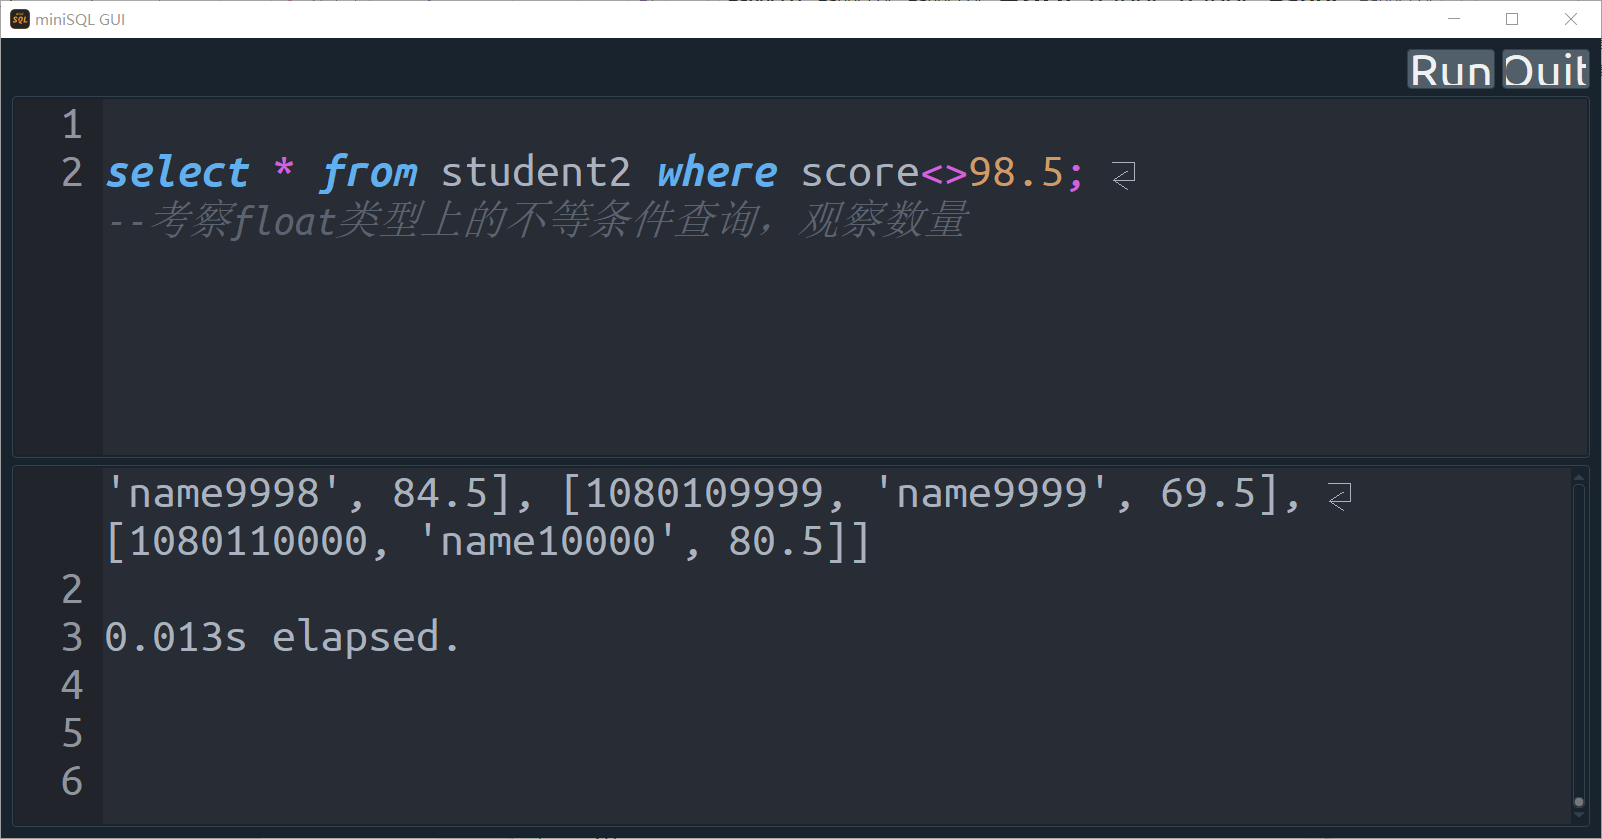 miniSQL GUI
Run Quit
1
2 select * from student2 where score<>98.5;
--考察float类型上的不等条件查询，观察数量
'name9998', 84.5], [1080109999, 'name9999', 69.5],
[1080110000, 'name10000', 80.5]]
2
3 0.013s elapsed.
4
5
6